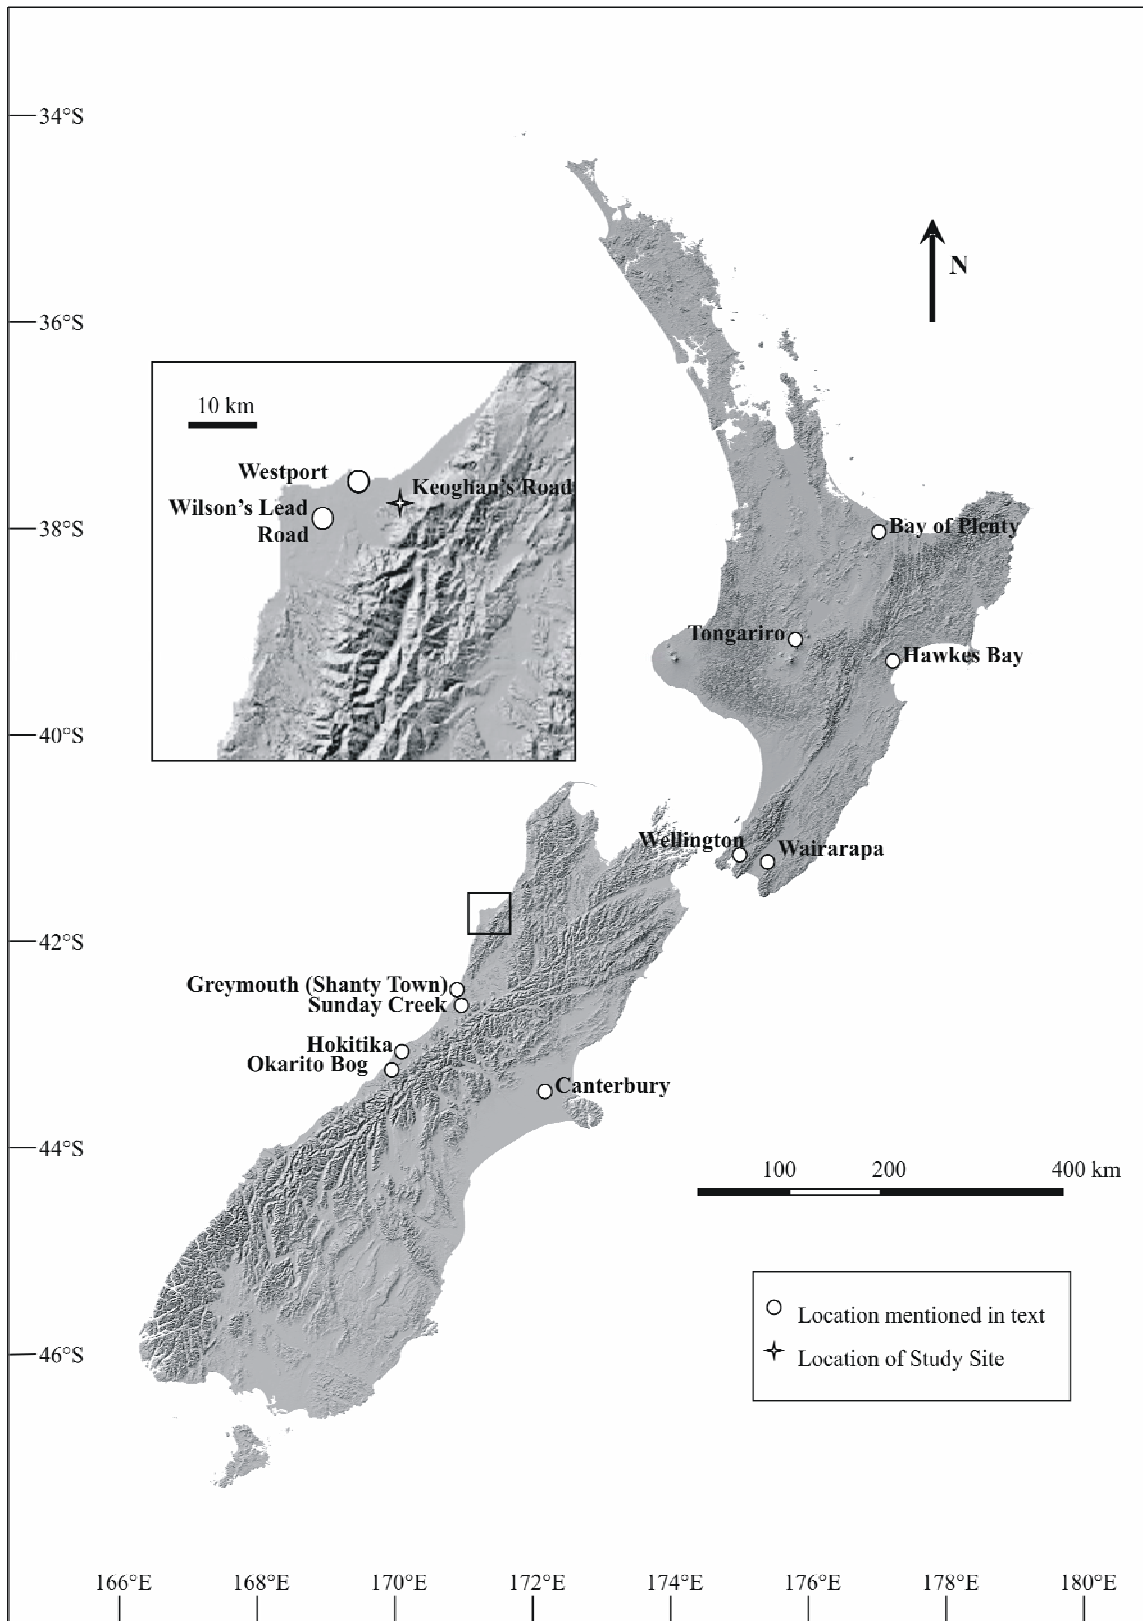 34°S
36°S
38°S
40°S
42°S
44°S
46°S
N
10 km
Westport
Keoghan's Road
Wilson's Lead
Road
Bay of Plenty
Tongariro
Hawkes Bay
Wellington
Wairarapa
Greymouth (Shanty Town)
Sunday Creek
Hokitika
Okarito Bog
Canterbury
100 200 400 km
Location mentioned in text
Location of Study Site
166°E 168°E 170°E 172°E 174°E 176°E 178°E 180°E